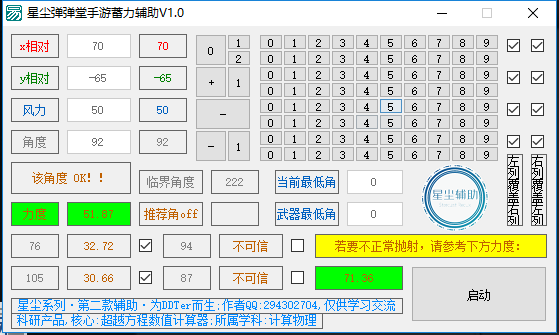 星尘弹弹堂手游蓄力辅助V1.0
x相对 70 70 0 1 0 1 2 3 4 5 6 7 8 9
2 0 1 2 3 4 5 6 7 8 9
y相对 -65 -65 + 1 0 1 2 3 4 5 6 7 8 9
0 1 2 3 4 5 6 7 8 9
风力 50 50 - 0 1 2 3 4 5 6 7 8 9
0 1 2 3 4 5 6 7 8 9
角度 92 92 - 1 0 1 2 3 4 5 6 7 8 9
0 1 2 3 4 5 6 7 8 9
该角度 OK！！ 临界角度 222 当前最低角 0 星尘辅助 左列覆盖右列 右列覆盖左列
力度 51.87 推荐角off 武器最低角 0
76 32.72 94 不可信 若要不正常抛射，请参考下方力度：
105 30.66 87 不可信 71.36 启动
星尘系列·第二款辅助·为DDTer而生:作者QQ:294302704,仅供学习交流
科研产品,核心:超越方程数值计算器:所属学科:计算物理